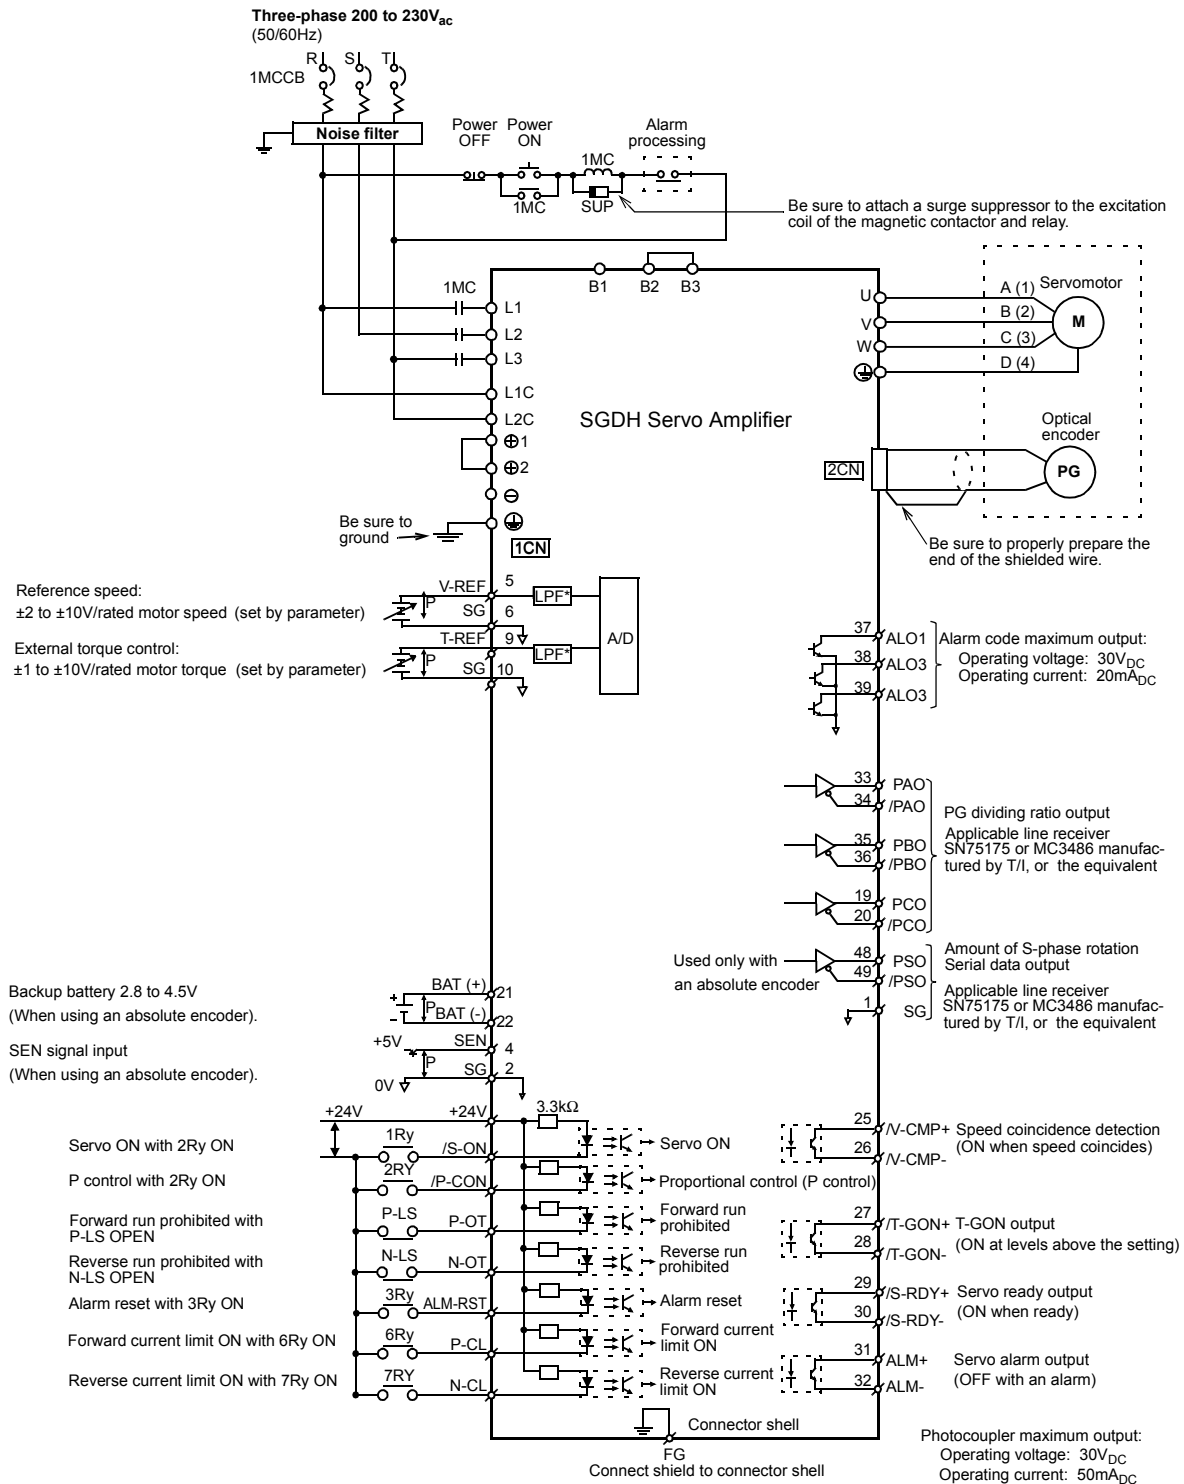 Three-phase 200 to 230Vac
(50/60Hz)
R S T
1MCCB
Noise filter
Power OFF
Power ON
Alarm processing
1MC
1MC
SUP
Be sure to attach a surge suppressor to the excitation
coil of the magnetic contactor and relay.
B1 B2 B3
1MC
L1
L2
L3
L1C
L2C
1
2
SGDH Servo Amplifier
U
V
W
A (1)
B (2)
C (3)
D (4)
Servomotor
M
Optical
encoder
PG
2CN
Be sure to properly prepare the
end of the shielded wire.
Be sure to
ground
1CN
Reference speed:
±2 to ±10V/rated motor speed (set by parameter)
External torque control:
±1 to ±10V/rated motor torque (set by parameter)
V-REF 5
P
SG 6
T-REF 9
P
SG 10
LPF*
LPF*
A/D
37 ALO1
38 ALO3
39 ALO3
Alarm code maximum output:
Operating voltage: 30VDC
Operating current: 20mADC
33 PAO
34 /PAO
35 PBO
36 /PBO
19 PCO
20 /PCO
PG dividing ratio output
Applicable line receiver
SN75175 or MC3486 manufac-
tured by T/I, or the equivalent
Used only with
an absolute encoder
48 PSO
49 /PSO
1 SG
Amount of S-phase rotation
Serial data output
Applicable line receiver
SN75175 or MC3486 manufac-
tured by T/I, or the equivalent
Backup battery 2.8 to 4.5V
(When using an absolute encoder).
SEN signal input
(When using an absolute encoder).
+
-
BAT (+) 21
P
BAT (-) 22
+5V
SEN 4
P
SG 2
0V
+24V
+24V
3.3kΩ
Servo ON with 2Ry ON
1Ry
/S-ON
Servo ON
P control with 2Ry ON
2RY
/P-CON
Proportional control (P control)
Forward run prohibited with
P-LS OPEN
P-LS
P-OT
Forward run
prohibited
Reverse run prohibited with
N-LS OPEN
N-LS
N-OT
Reverse run
prohibited
Alarm reset with 3Ry ON
3Ry
ALM-RST
Alarm reset
Forward current limit ON with 6Ry ON
6Ry
P-CL
Forward current
limit ON
Reverse current limit ON with 7Ry ON
7RY
N-CL
Reverse current
limit ON
25 /V-CMP+
26 /V-CMP-
Speed coincidence detection
(ON when speed coincides)
27 /T-GON+
28 /T-GON-
T-GON output
(ON at levels above the setting)
29 /S-RDY+
30 /S-RDY-
Servo ready output
(ON when ready)
31 ALM+
32 ALM-
Servo alarm output
(OFF with an alarm)
Connector shell
FG
Connect shield to connector shell
Photocoupler maximum output:
Operating voltage: 30VDC
Operating current: 50mADC